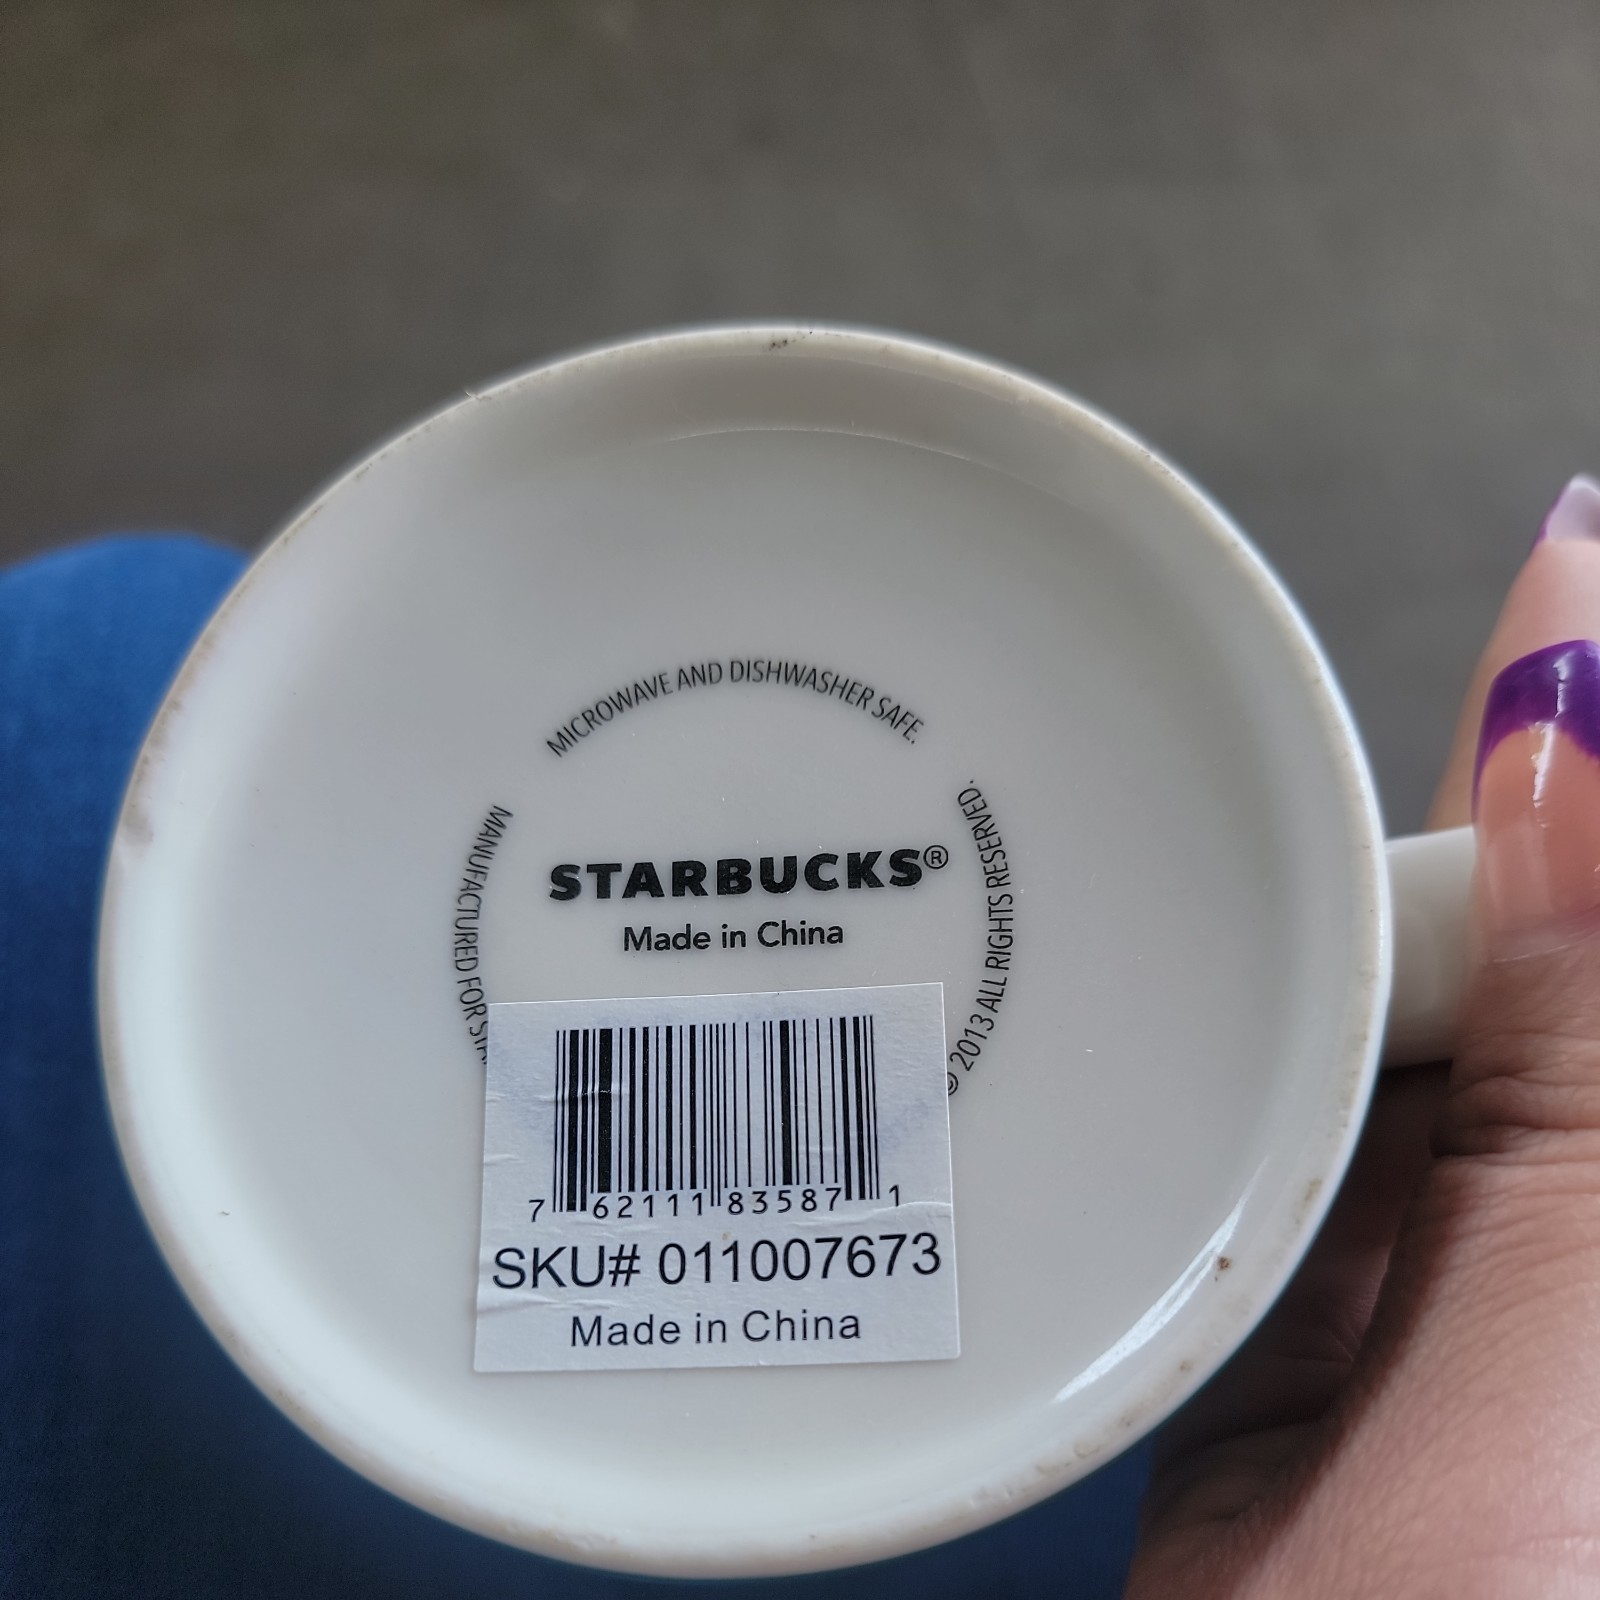 MICROWAVE AND DISHWASHER SAFE.
STARBUCKS®
Made in China
MANUFACTURED FOR
© 2013 ALL RIGHTS RESERVED.
7 62111 83587 1
SKU# 011007673
Made in China